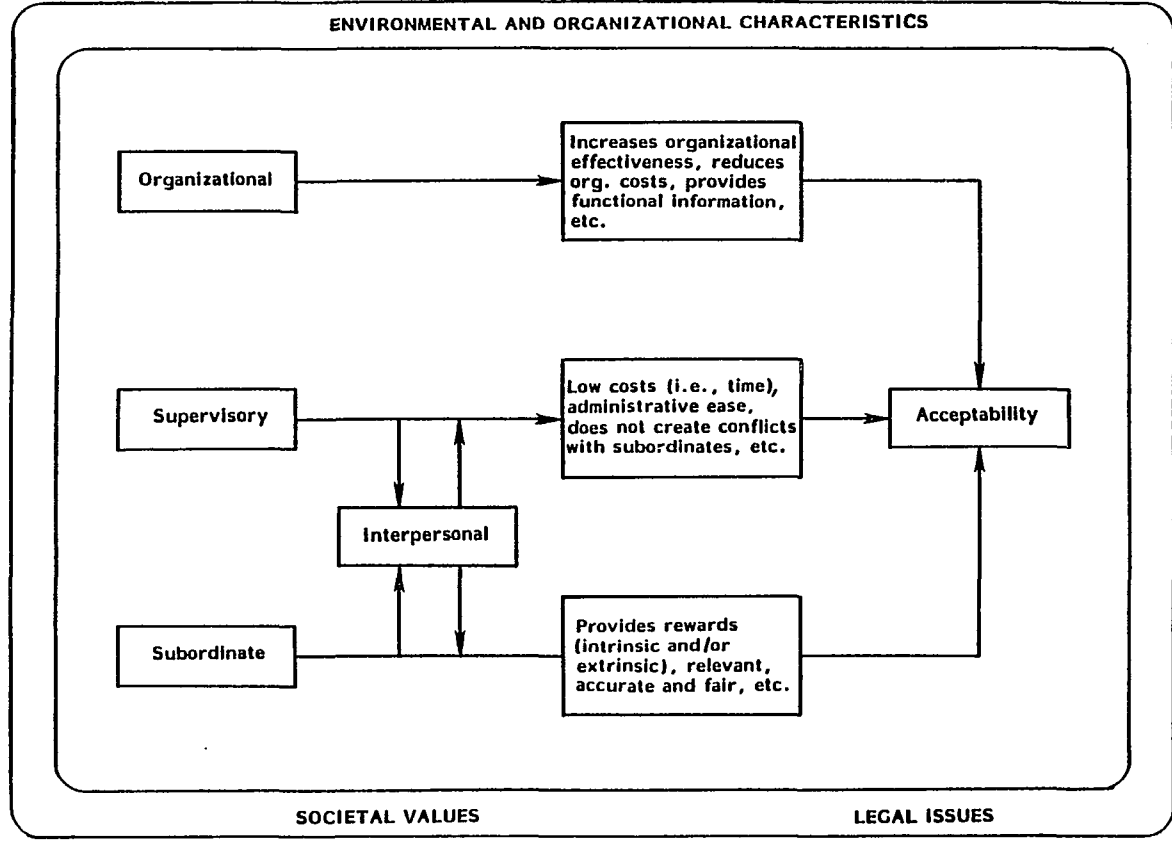 ENVIRONMENTAL AND ORGANIZATIONAL CHARACTERISTICS
Organizational
Increases organizational
effectiveness, reduces
org. costs, provides
functional information,
etc.
Supervisory
Low costs (i.e., time),
administrative ease,
does not create conflicts
with subordinates, etc.
Acceptability
Interpersonal
Subordinate
Provides rewards
(intrinsic and/or
extrinsic), relevant,
accurate and fair, etc.
SOCIETAL VALUES
LEGAL ISSUES